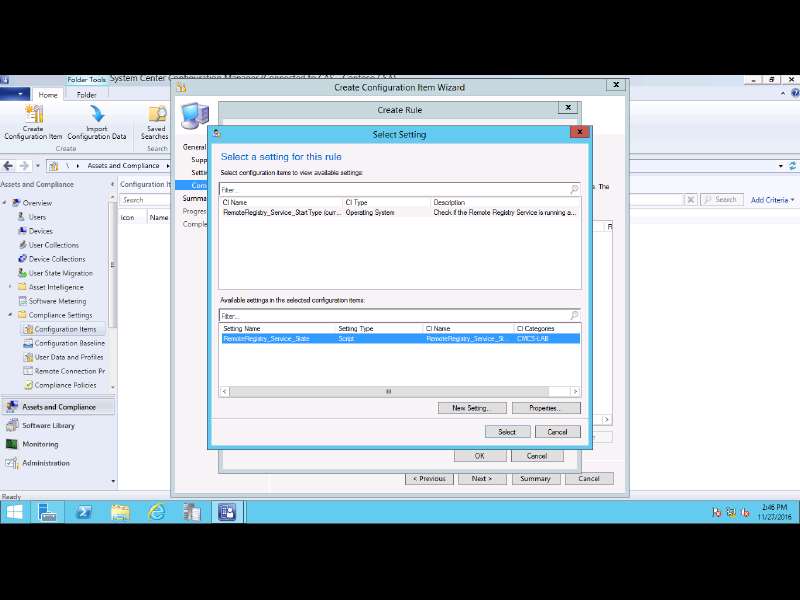 Folder Tools
System Center Configuration Manager (Connected to CAS - Contoso CSA)
Home
Folder
Create
Configuration Item
Import
Configuration Data
Saved
Searches
Create
Search
\ Assets and Compliance
Assets and Compliance
Overview
Users
Devices
User Collections
Device Collections
User State Migration
Asset Intelligence
Software Metering
Compliance Settings
Configuration Items
Configuration Baseline
User Data and Profiles
Remote Connection Pr
Compliance Policies
Assets and Compliance
Software Library
Monitoring
Administration
Ready
Configuration It
Search
Icon Name
Search
Add Criteria
Create Configuration Item Wizard
X
General
Supp
Settin
Com
Summa
Progres
Comple
The
R
< Previous
Next >
Summary
Cancel
Create Rule
X
OK
Cancel
Select Setting
X
Select a setting for this rule
Select configuration items to view available settings:
Filter...
CI Name CI Type Description
RemoteRegistry_Service_StartType (curr... Operating System Check if the Remote Registry Service is running a...
Available settings in the selected configuration items:
Filter...
Setting Name Setting Type CI Name CI Categories
RemoteRegistry_Service_State Script RemoteRegistry_Service_St... CMCS-LAB
New Setting...
Properties...
Select
Cancel
2:46 PM
11/27/2016